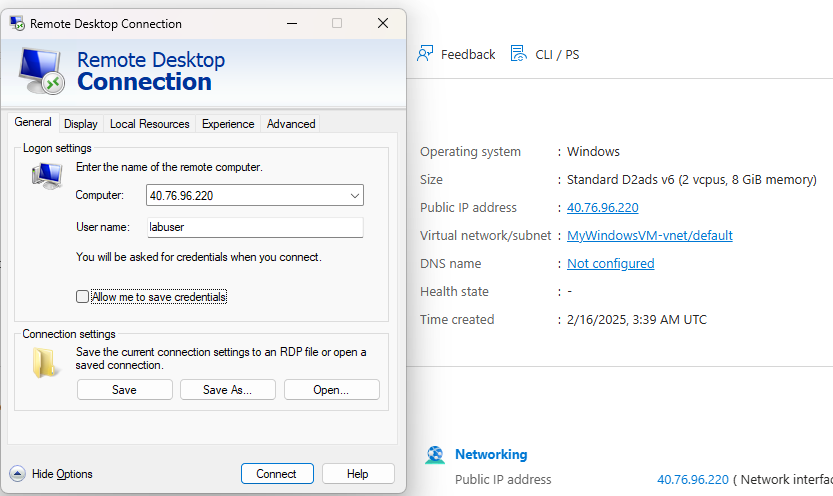 Remote Desktop Connection
Remote Desktop
Connection
General Display Local Resources Experience Advanced
Logon settings
Enter the name of the remote computer.
Computer: 40.76.96.220
User name: labuser
You will be asked for credentials when you connect.
Allow me to save credentials
Connection settings
Save the current connection settings to an RDP file or open a
saved connection.
Save Save As... Open...
Hide Options Connect Help
Feedback CLI / PS
Operating system : Windows
Size : Standard D2ads v6 (2 vcpus, 8 GiB memory)
Public IP address : 40.76.96.220
Virtual network/subnet : MyWindowsVM-vnet/default
DNS name : Not configured
Health state : -
Time created : 2/16/2025, 3:39 AM UTC
Networking
Public IP address 40.76.96.220 ( Network interfa